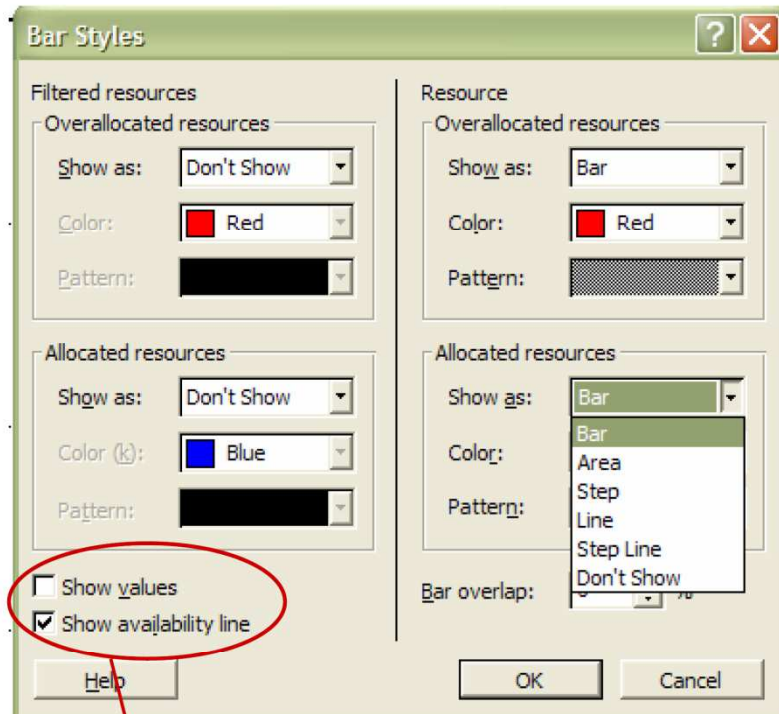 Bar Styles
Filtered resources
Overallocated resources
Show as: Don't Show
Color: Red
Pattern:
Allocated resources
Show as: Don't Show
Color (k): Blue
Pattern:
Show values
Show availability line
Resource
Overallocated resources
Show as: Bar
Color: Red
Pattern:
Allocated resources
Show as: Bar
Bar
Area
Step
Line
Step Line
Don't Show
Color:
Pattern:
Bar overlap: %
Help
OK
Cancel